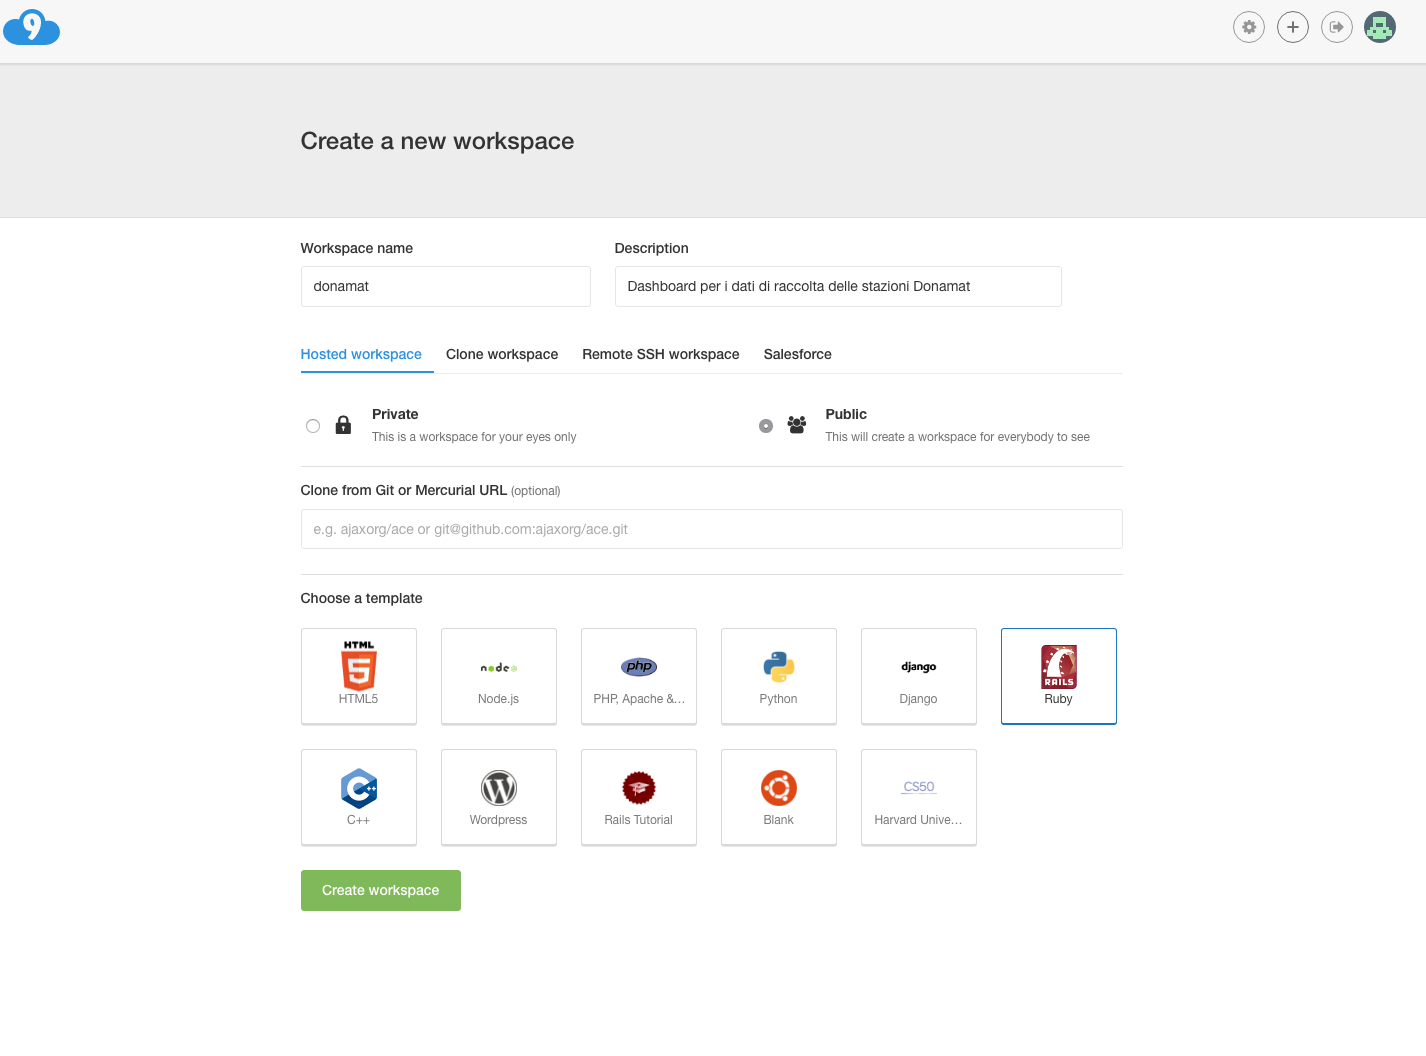 9
Create a new workspace
Workspace name
Description
donamat
Dashboard per i dati di raccolta delle stazioni Donamat
Hosted workspace
Clone workspace
Remote SSH workspace
Salesforce
Private
This is a workspace for your eyes only
Public
This will create a workspace for everybody to see
Clone from Git or Mercurial URL (optional)
e.g. ajaxorg/ace or git@github.com:ajaxorg/ace.git
Choose a template
HTML
5
HTML5
node
Node.js
php
PHP, Apache &...
Python
django
Django
RAILS
Ruby
C++
C++
W
Wordpress
Rails Tutorial
Blank
CS50
Harvard Unive...
Create workspace